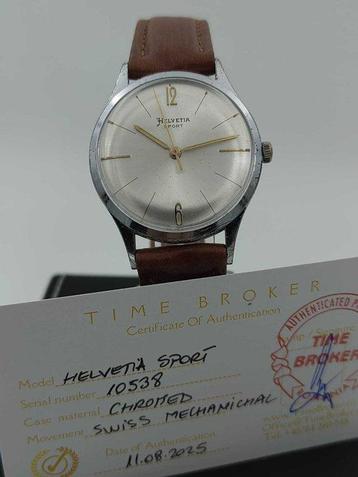 12
HELVETIA
SPORT
6
TIME BROKER
Certificate Of Authentication
Model HELVETIA SPORT
Serial number 10538
Case material CHROMED
Movement SWISS MECHANICHAL
Date of Authentication
11.08.2025
AUTHENTICATED
TIME
BROKER